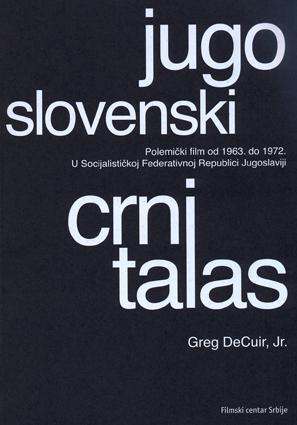 jugo
slovenski
Polemički film od 1963. do 1972.
U Socijalističkoj Federativnoj Republici Jugoslaviji
crni
talas
Greg DeCuir, Jr.
Filmski centar Srbije